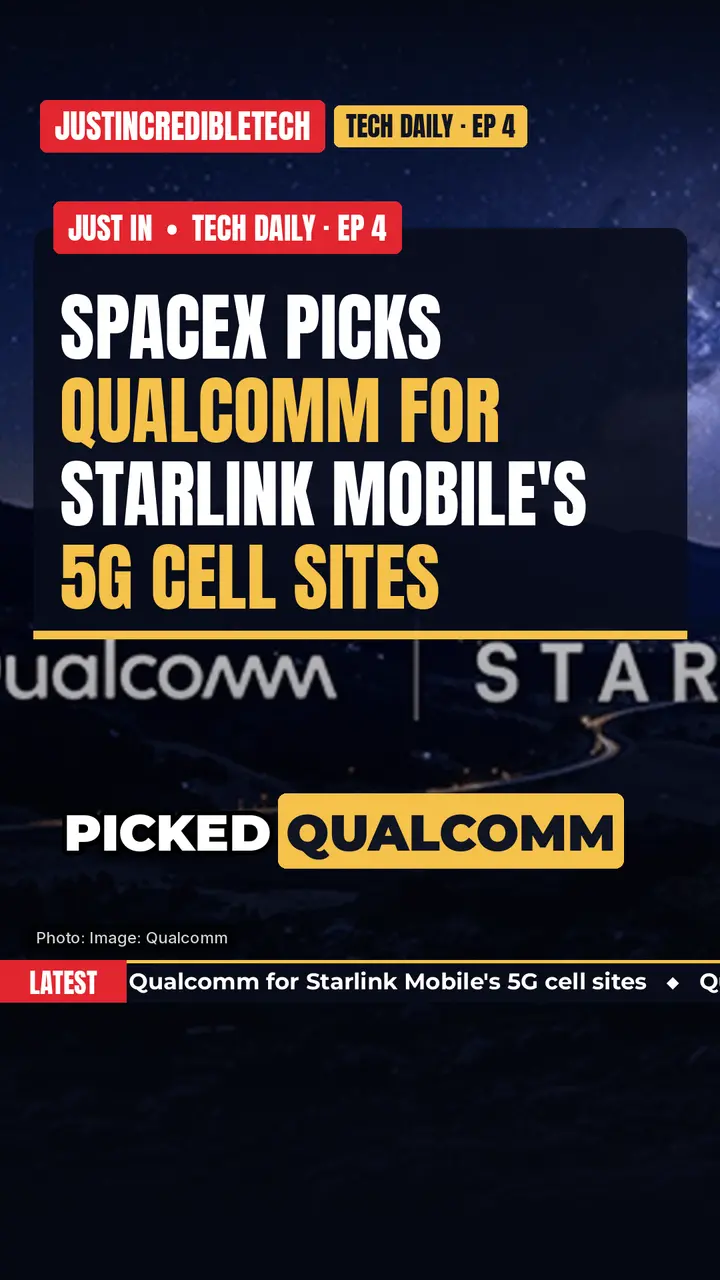 JUSTINCREDIBLETECH TECH DAILY · EP 4
JUST IN • TECH DAILY · EP 4
SPACEX PICKS
QUALCOMM FOR
STARLINK MOBILE'S
5G CELL SITES
ualcomm | STAR
PICKED QUALCOMM
Photo: Image: Qualcomm
LATEST Qualcomm for Starlink Mobile's 5G cell sites ◆